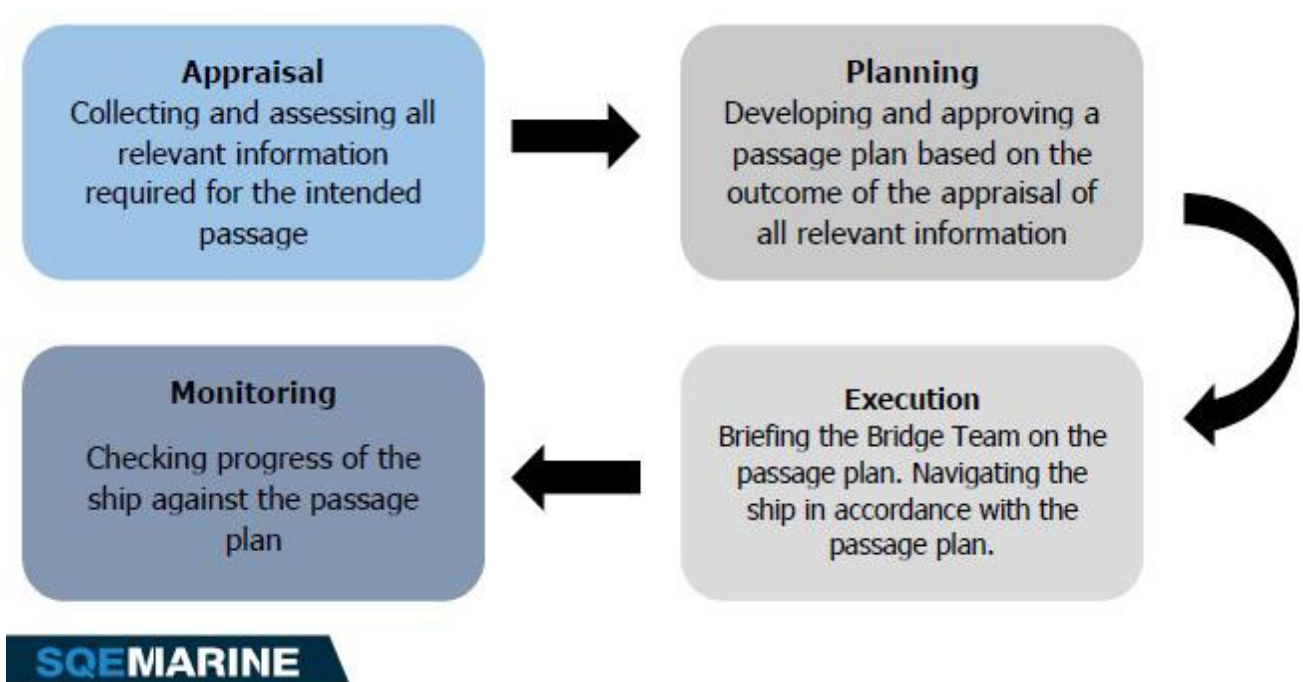 Appraisal
Collecting and assessing all
relevant information
required for the intended
passage
Planning
Developing and approving a
passage plan based on the
outcome of the appraisal of
all relevant information
Execution
Briefing the Bridge Team on the
passage plan. Navigating the
ship in accordance with the
passage plan.
Monitoring
Checking progress of the
ship against the passage
plan
SQEMARINE